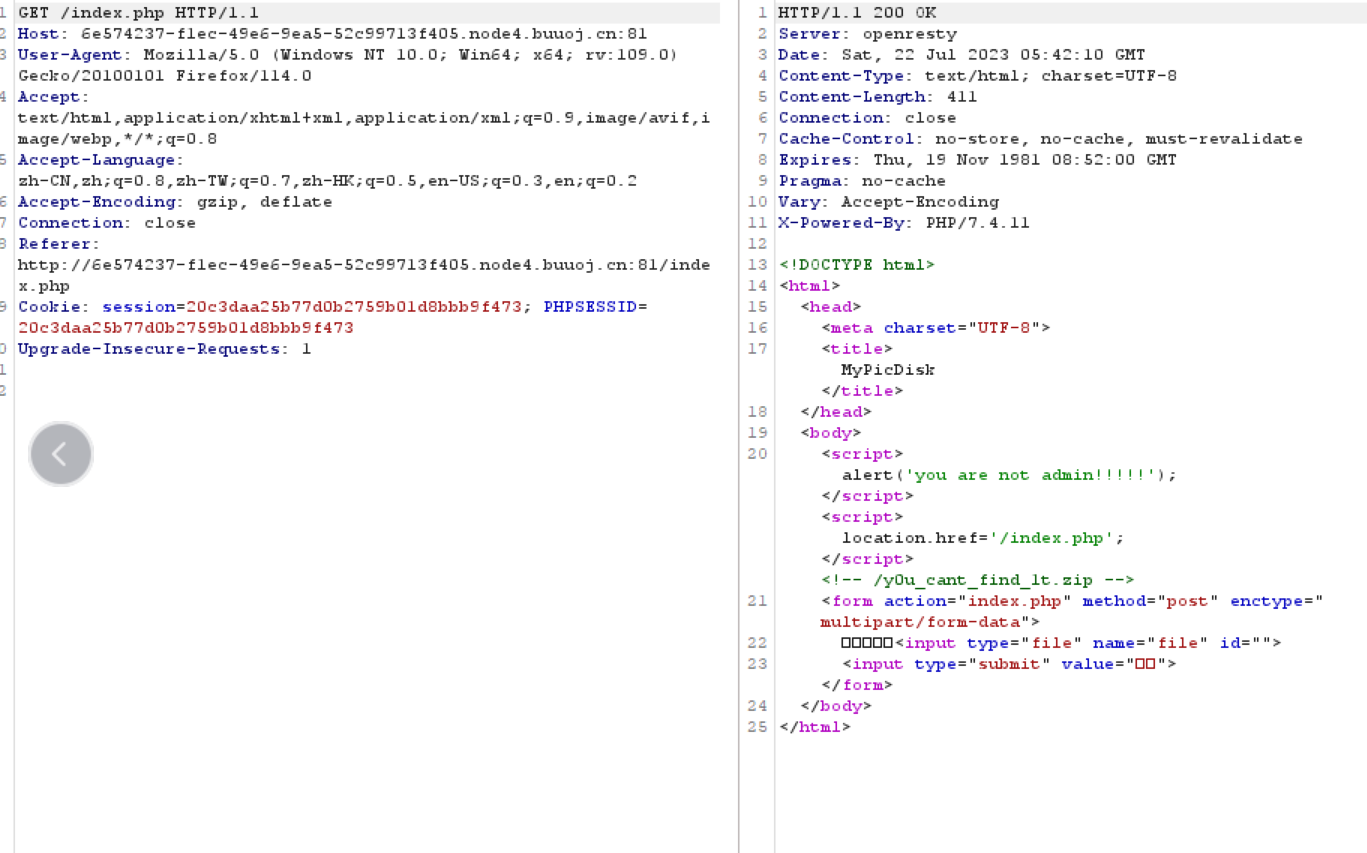 1 GET /index.php HTTP/1.1
2 Host: 6e574237-f1ec-49e6-9ea5-52c99713f405.node4.buuoj.cn:81
3 User-Agent: Mozilla/5.0 (Windows NT 10.0; Win64; x64; rv:109.0)
Gecko/20100101 Firefox/114.0
4 Accept:
text/html,application/xhtml+xml,application/xml;q=0.9,image/avif,i
mage/webp,*/*;q=0.8
5 Accept-Language:
zh-CN,zh;q=0.8,zh-TW;q=0.7,zh-HK;q=0.5,en-US;q=0.3,en;q=0.2
6 Accept-Encoding: gzip, deflate
7 Connection: close
8 Referer:
http://6e574237-f1ec-49e6-9ea5-52c99713f405.node4.buuoj.cn:81/inde
x.php
9 Cookie: session=20c3daa25b77d0b2759b01d8bbb9f473; PHPSESSID=
20c3daa25b77d0b2759b01d8bbb9f473
0 Upgrade-Insecure-Requests: 1
1
2
1 HTTP/1.1 200 OK
2 Server: openresty
3 Date: Sat, 22 Jul 2023 05:42:10 GMT
4 Content-Type: text/html; charset=UTF-8
5 Content-Length: 411
6 Connection: close
7 Cache-Control: no-store, no-cache, must-revalidate
8 Expires: Thu, 19 Nov 1981 08:52:00 GMT
9 Pragma: no-cache
10 Vary: Accept-Encoding
11 X-Powered-By: PHP/7.4.11
12
13 <!DOCTYPE html>
14 <html>
15 <head>
16 <meta charset="UTF-8">
17 <title>
MyPicDisk
</title>
18 </head>
19 <body>
20 <script>
alert('you are not admin!!!!!');
</script>
<script>
location.href='/index.php';
</script>
<!-- /y0u_cant_find_1t.zip -->
21 <form action="index.php" method="post" enctype="
multipart/form-data">
22 □□□□□<input type="file" name="file" id="">
23 <input type="submit" value="□□">
</form>
24 </body>
25 </html>